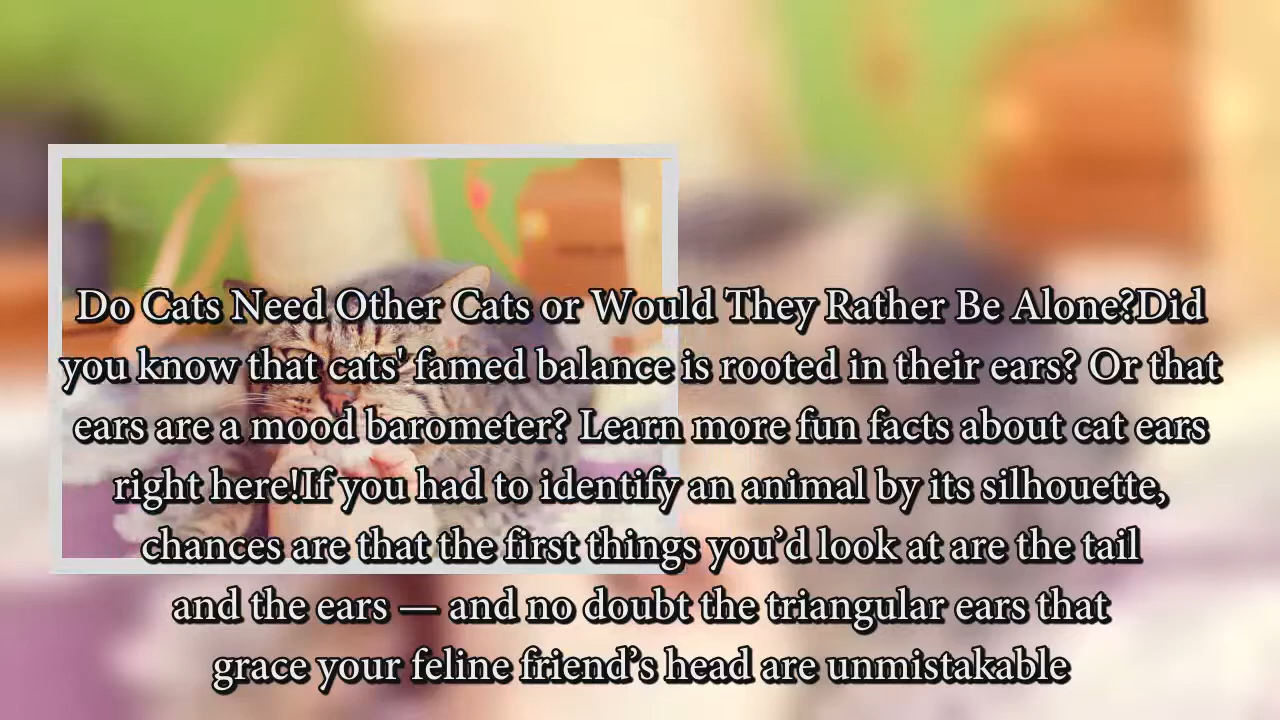 Do Cats Need Other Cats or Would They Rather Be Alone?Did
you know that cats' famed balance is rooted in their ears? Or that
ears are a mood barometer? Learn more fun facts about cat ears
right here!If you had to identify an animal by its silhouette,
chances are that the first things you’d look at are the tail
and the ears — and no doubt the triangular ears that
grace your feline friend’s head are unmistakable